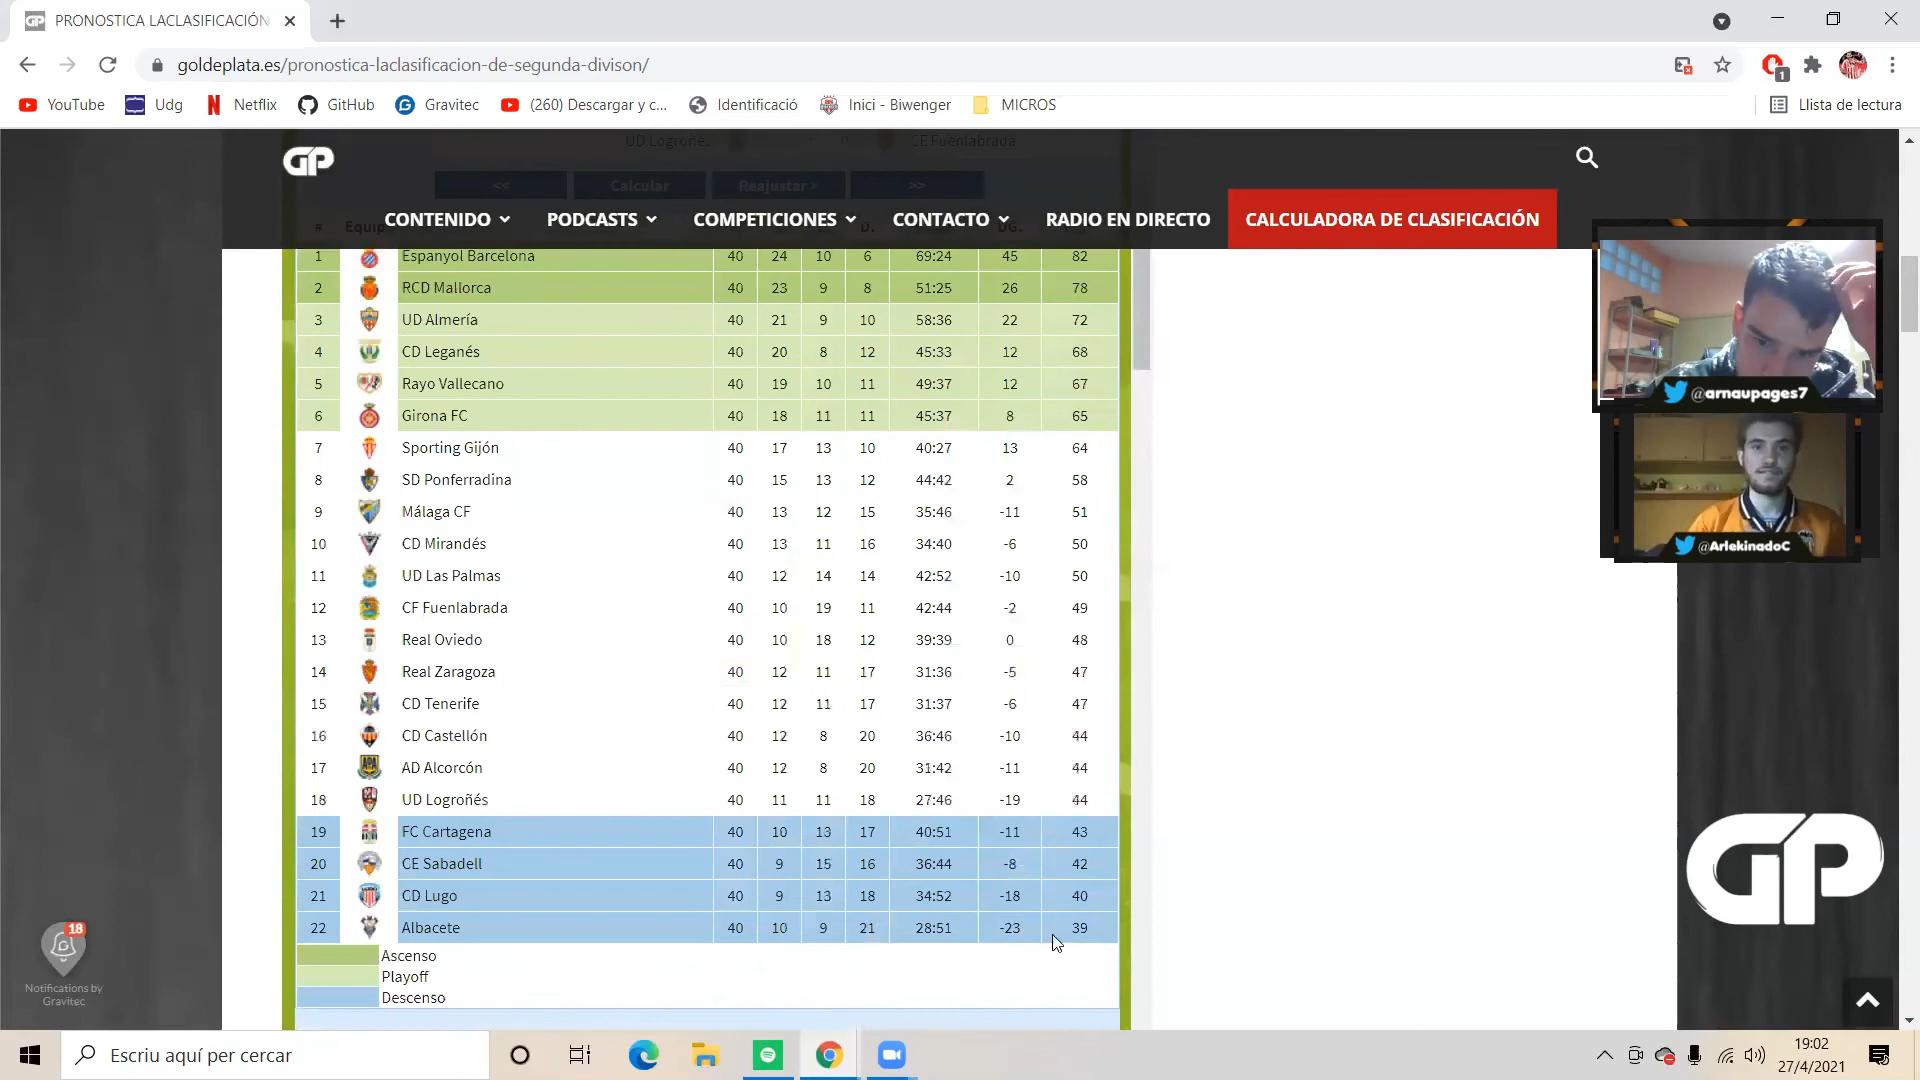 PRONOSTICA LACLASIFICACIÓN
goldeplata.es/pronostica-laclasificacion-de-segunda-divison/
YouTube Udg Netflix GitHub Gravitec (260) Descargar y c... Identificació Inici - Biwenger MICROS Llista de lectura
UD Logroñe... 0 CE Fuenlabrada
GP
<< Calcular Reajustar > >>
CONTENIDO PODCASTS COMPETICIONES CONTACTO RADIO EN DIRECTO CALCULADORA DE CLASIFICACIÓN
# Equip D. DG.
1 Espanyol Barcelona 40 24 10 6 69:24 45 82
2 RCD Mallorca 40 23 9 8 51:25 26 78
3 UD Almería 40 21 9 10 58:36 22 72
4 CD Leganés 40 20 8 12 45:33 12 68
5 Rayo Vallecano 40 19 10 11 49:37 12 67
6 Girona FC 40 18 11 11 45:37 8 65
7 Sporting Gijón 40 17 13 10 40:27 13 64
8 SD Ponferradina 40 15 13 12 44:42 2 58
9 Málaga CF 40 13 12 15 35:46 -11 51
10 CD Mirandés 40 13 11 16 34:40 -6 50
11 UD Las Palmas 40 12 14 14 42:52 -10 50
12 CF Fuenlabrada 40 10 19 11 42:44 -2 49
13 Real Oviedo 40 10 18 12 39:39 0 48
14 Real Zaragoza 40 12 11 17 31:36 -5 47
15 CD Tenerife 40 12 11 17 31:37 -6 47
16 CD Castellón 40 12 8 20 36:46 -10 44
17 AD Alcorcón 40 12 8 20 31:42 -11 44
18 UD Logroñés 40 11 11 18 27:46 -19 44
19 FC Cartagena 40 10 13 17 40:51 -11 43
20 CE Sabadell 40 9 15 16 36:44 -8 42
21 CD Lugo 40 9 13 18 34:52 -18 40
22 Albacete 40 10 9 21 28:51 -23 39
Ascenso
Playoff
Descenso
@arnaupages7
@ArlekinadoC
GP
18
Notifications by
Gravitec
1
Escriu aquí per cercar
19:02
27/4/2021